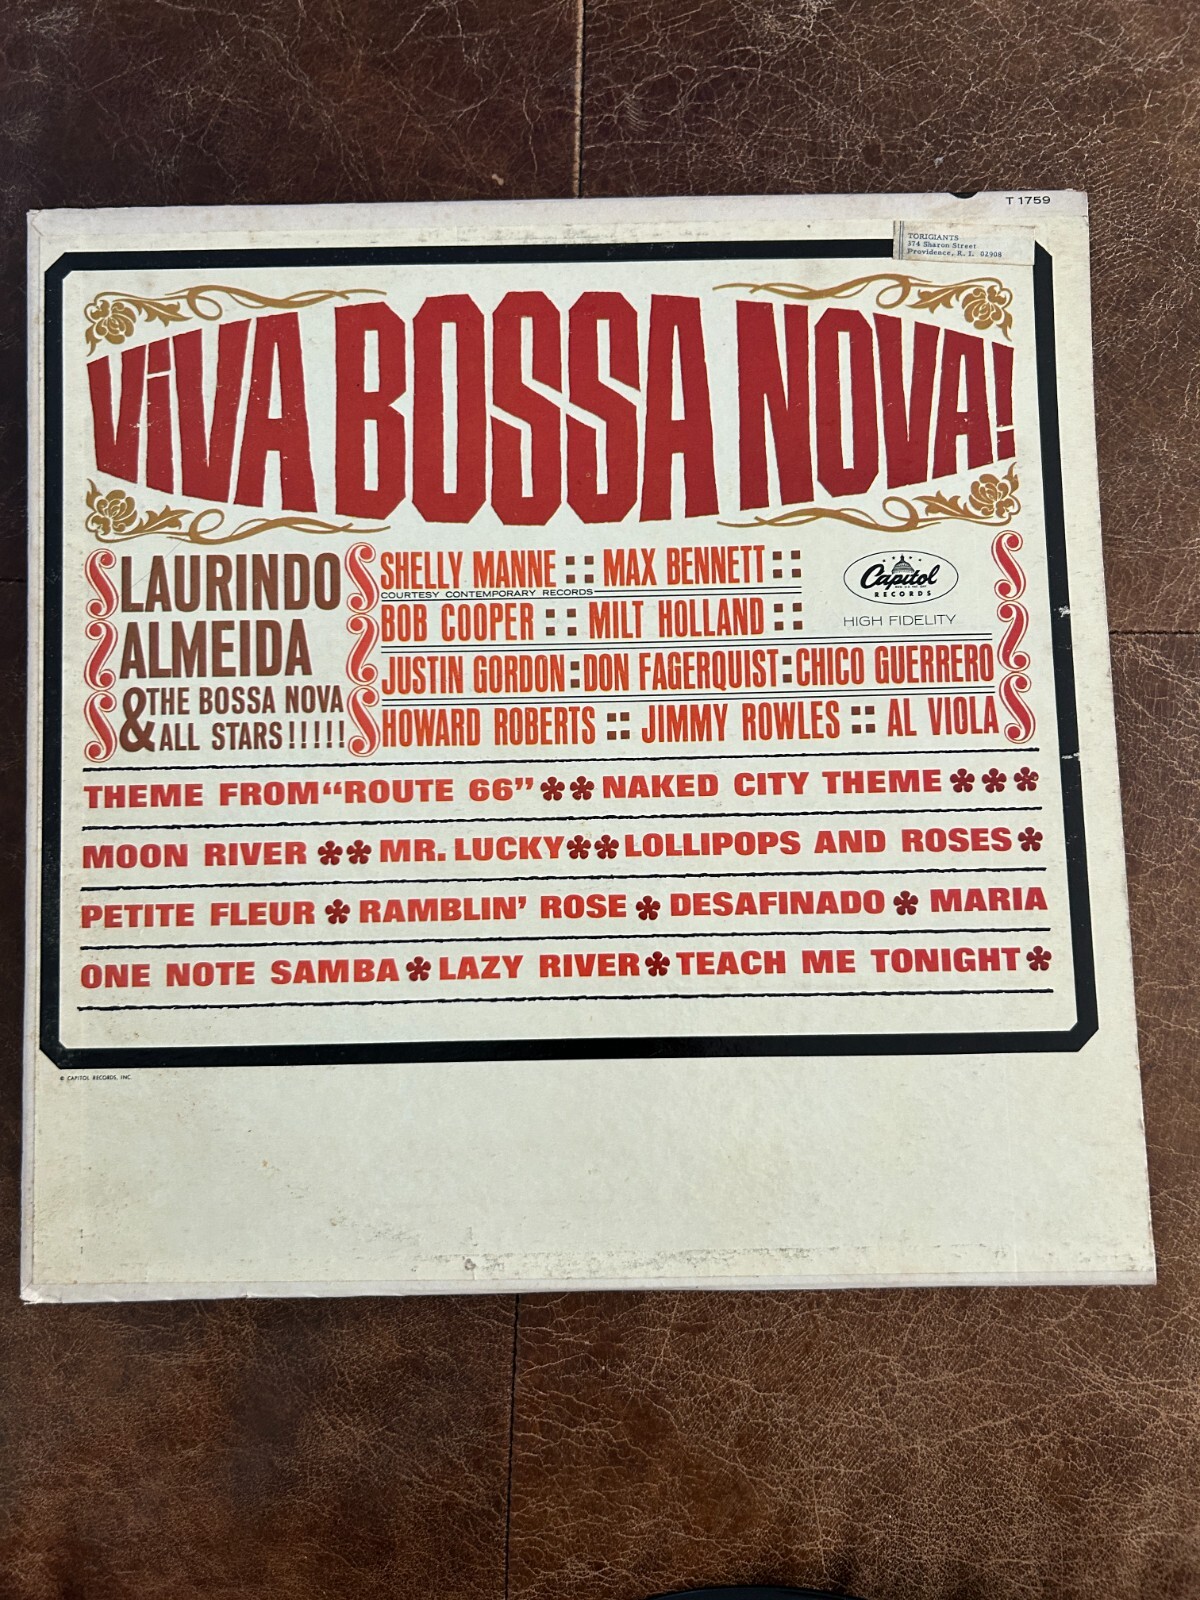 T 1759
TORIGIANTS
374 Sharon Street
Providence, R. I. 02908
ViVA BOSSA NOVA!
LAURINDO
ALMEIDA
& THE BOSSA NOVA
ALL STARS!!!!!
SHELLY MANNE :: MAX BENNETT ::
COURTESY CONTEMPORARY RECORDS
BOB COOPER :: MILT HOLLAND ::
JUSTIN GORDON : DON FAGERQUIST : CHICO GUERRERO
HOWARD ROBERTS :: JIMMY ROWLES :: AL VIOLA
Capitol
RECORDS
HIGH FIDELITY
THEME FROM "ROUTE 66" ✽✽ NAKED CITY THEME ✽✽✽
MOON RIVER ✽✽ MR. LUCKY ✽✽ LOLLIPOPS AND ROSES ✽
PETITE FLEUR ✽ RAMBLIN' ROSE ✽ DESAFINADO ✽ MARIA
ONE NOTE SAMBA ✽ LAZY RIVER ✽ TEACH ME TONIGHT ✽
© CAPITOL RECORDS, INC.